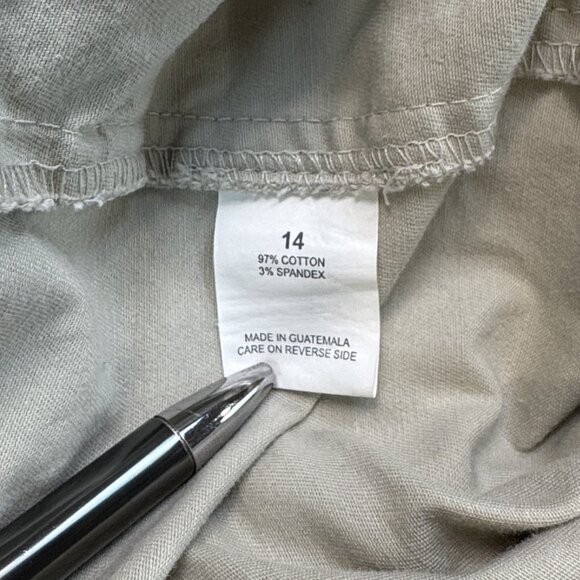 14
97% COTTON
3% SPANDEX
MADE IN GUATEMALA
CARE ON REVERSE SIDE